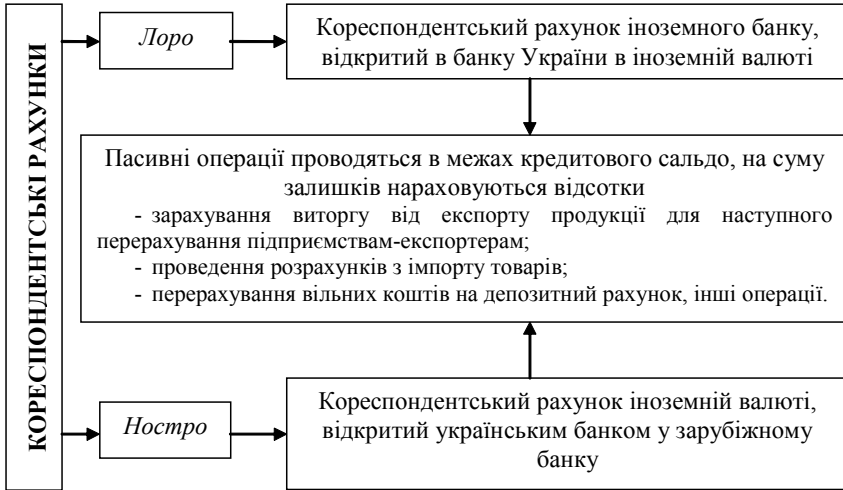 КОРЕСПОНДЕНТСЬКІ РАХУНКИ
Лоро
Кореспондентський рахунок іноземного банку,
відкритий в банку України в іноземній валюті
Пасивні операції проводяться в межах кредитового сальдо, на суму
залишків нараховуються відсотки
- зарахування виторгу від експорту продукції для наступного
перерахування підприємствам-експортерам;
- проведення розрахунків з імпорту товарів;
- перерахування вільних коштів на депозитний рахунок, інші операції.
Ностро
Кореспондентський рахунок іноземній валюті,
відкритий українським банком у зарубіжному
банку